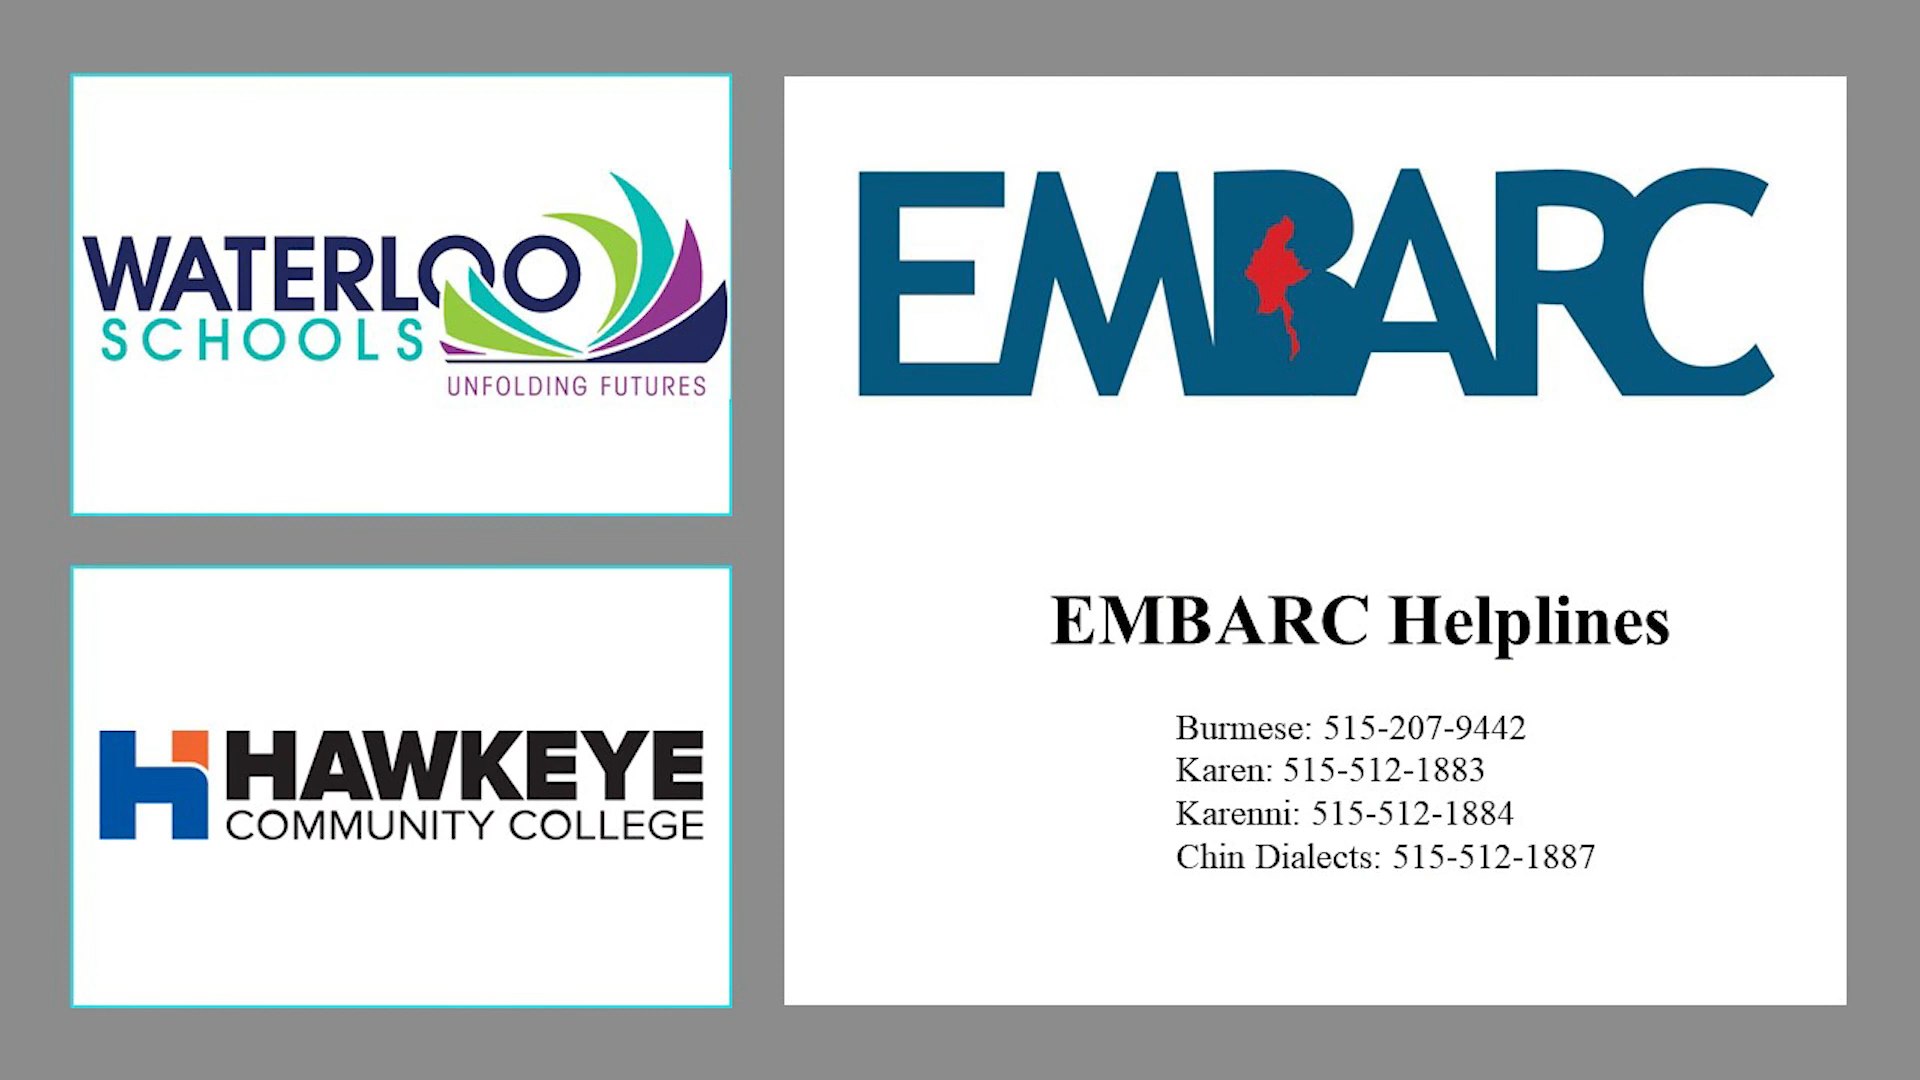 WATERLOO
SCHOOLS
UNFOLDING FUTURES
HAWKEYE
COMMUNITY COLLEGE
EMBARC
EMBARC Helplines
Burmese: 515-207-9442
Karen: 515-512-1883
Karenni: 515-512-1884
Chin Dialects: 515-512-1887